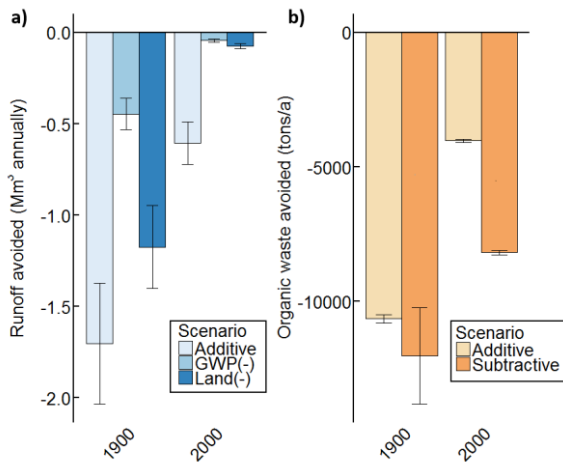 a)
Runoff avoided (Mm³ annually)
0.0
-0.5
-1.0
-1.5
-2.0
Scenario
Additive
GWP(-)
Land(-)
1900
2000
b)
Organic waste avoided (tons/a)
0
-5000
-10000
Scenario
Additive
Subtractive
1900
2000